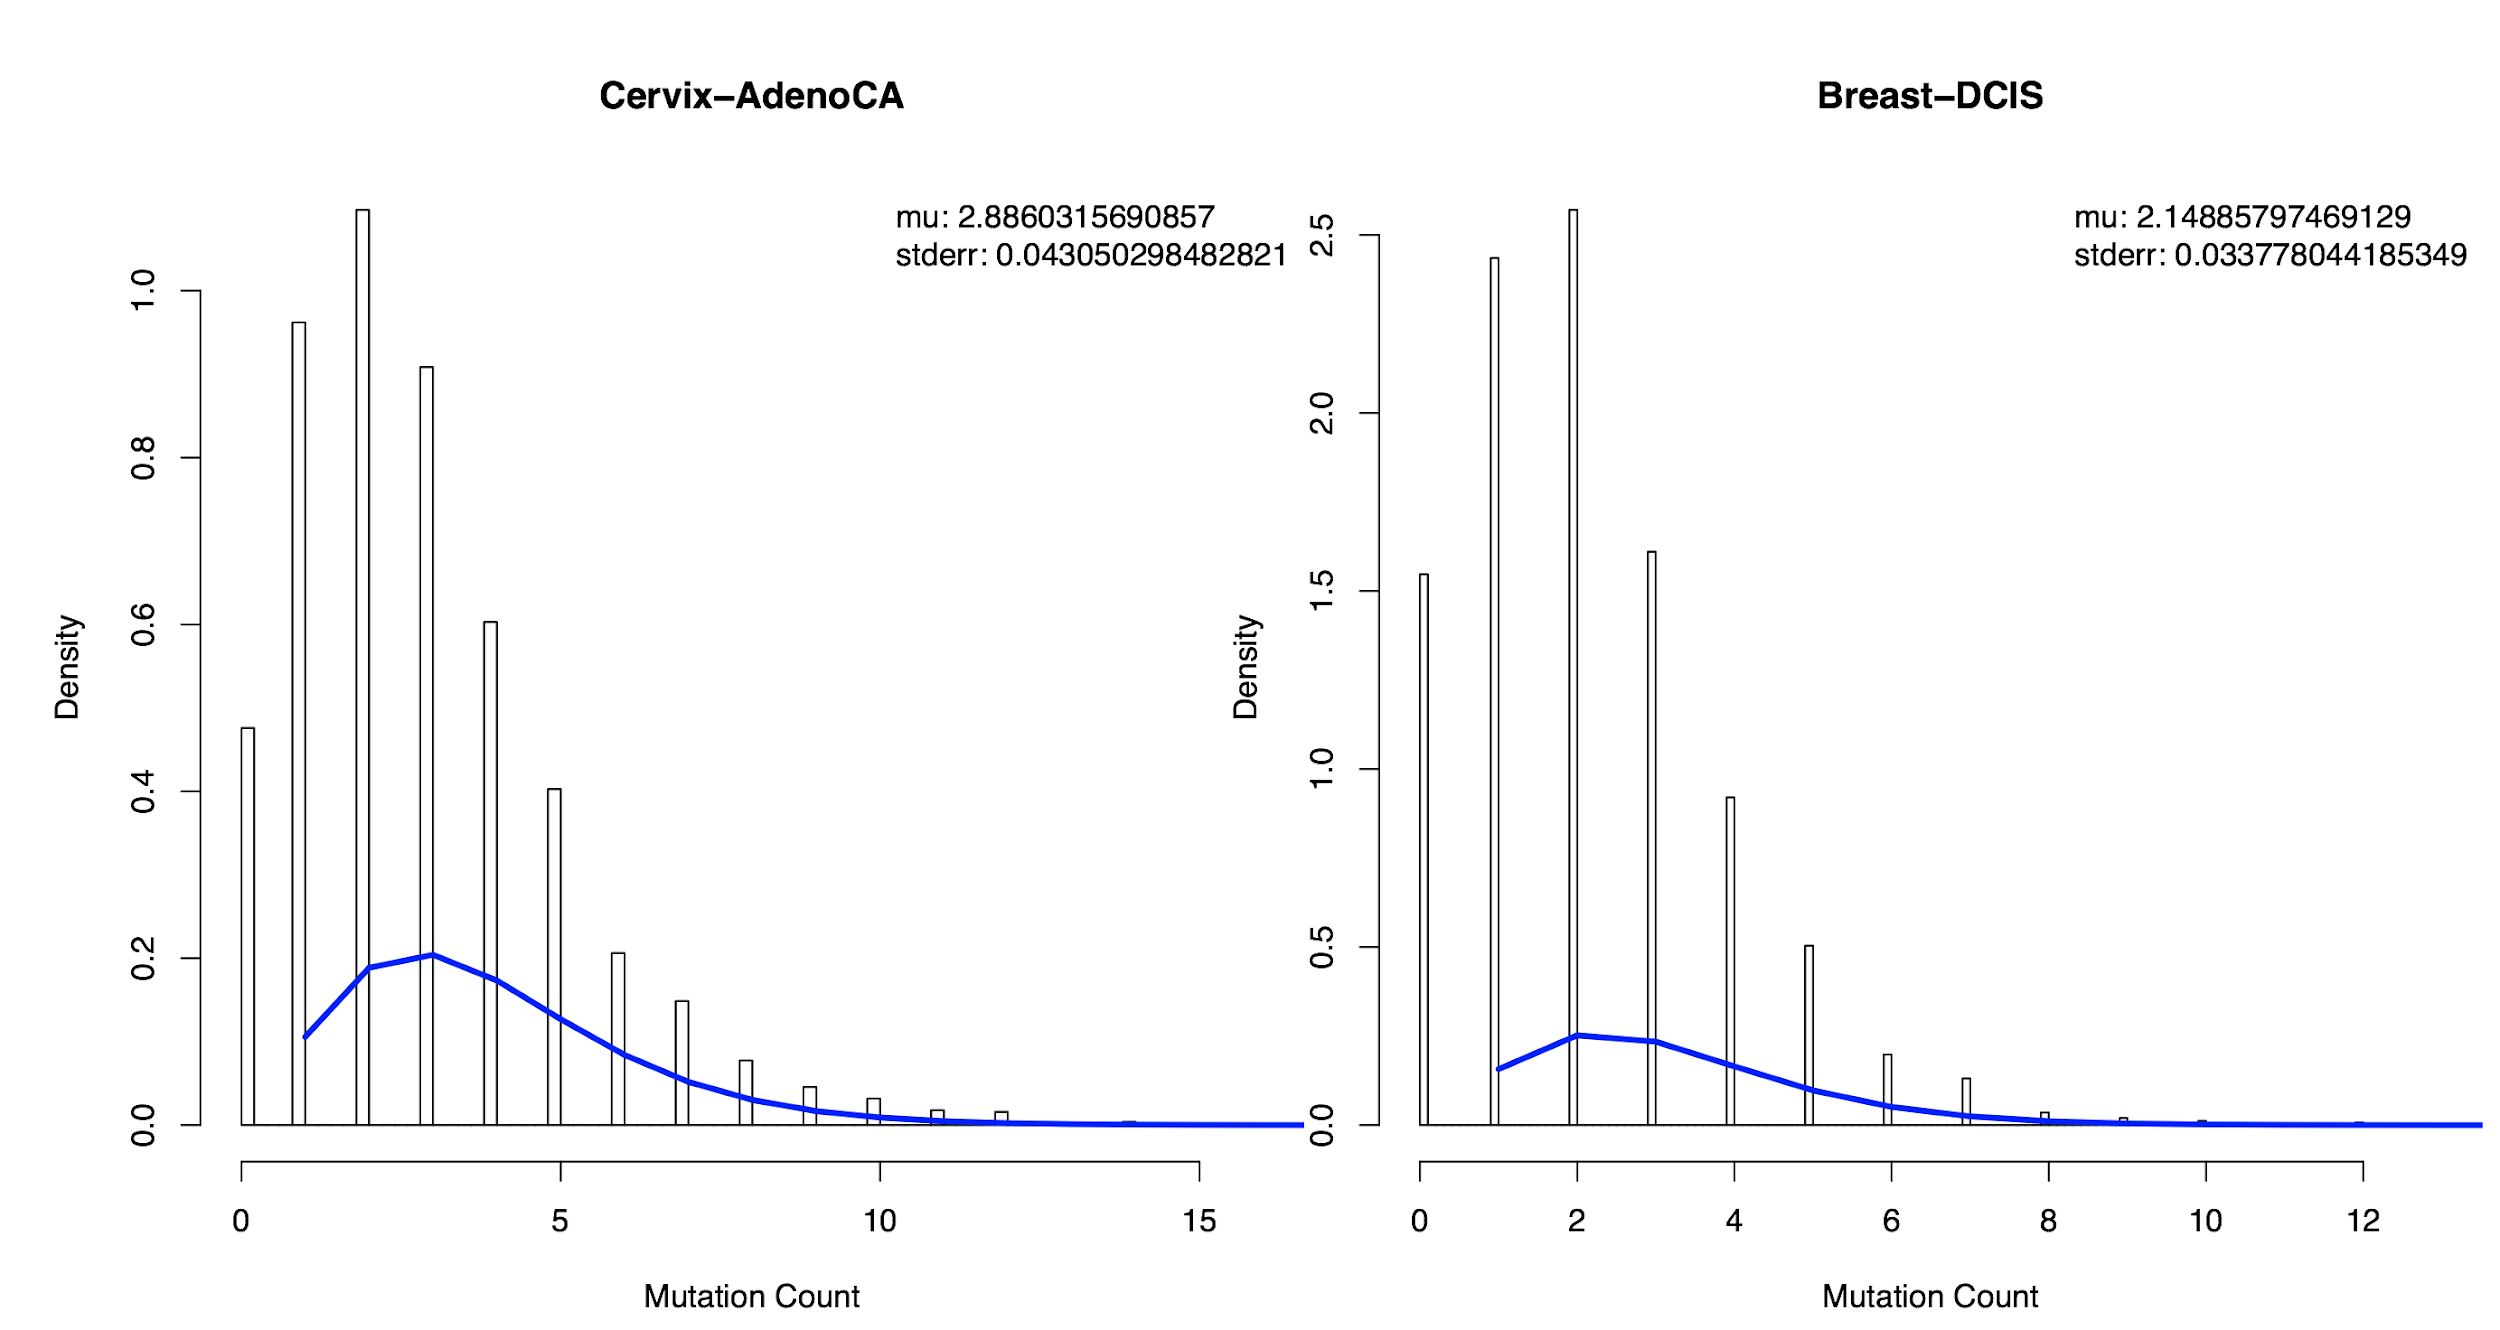 Cervix–AdenoCA
mu: 2.8860315690857
stderr: 0.043050298482821
Density
0.0
0.2
0.4
0.6
0.8
1.0
0
5
10
15
Mutation Count
Breast–DCIS
mu: 2.14885797469129
stderr: 0.033778044185349
Density
0.0
0.5
1.0
1.5
2.0
2.5
0
2
4
6
8
10
12
Mutation Count